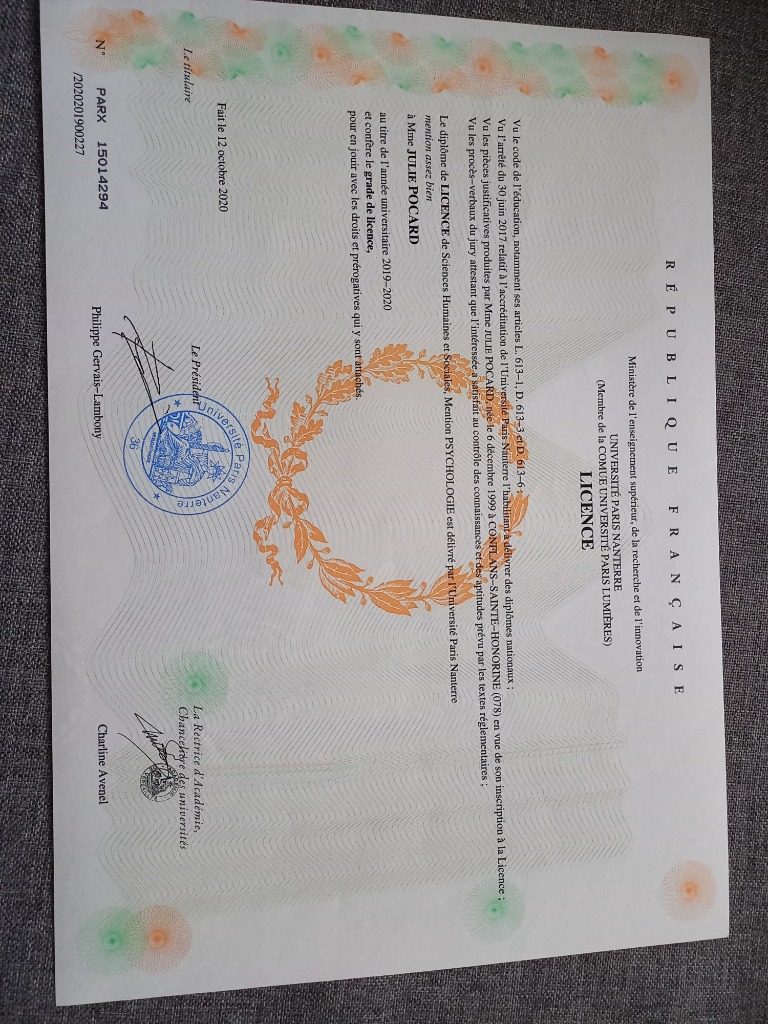 RÉPUBLIQUE FRANÇAISE
Ministère de l'enseignement supérieur, de la recherche et de l'innovation
UNIVERSITÉ PARIS NANTERRE
(Membre de la COMUE UNIVERSITÉ PARIS LUMIÈRES)
LICENCE
Vu le code de l'éducation, notamment ses articles L. 613-1, D. 613-3 et D. 613-6 ;
Vu l'arrêté du 30 juin 2017 relatif à l'accréditation de l'Université Paris Nanterre l'habilitant à délivrer des diplômes nationaux ;
Vu les pièces justificatives produites par Mme JULIE POCARD, née le 6 décembre 1999 à CONFLANS-SAINTE-HONORINE (078) en vue de son inscription à la Licence ;
Vu les procès-verbaux du jury attestant que l'intéressée a satisfait au contrôle des connaissances et des aptitudes prévu par les textes réglementaires ;
Le diplôme de LICENCE de Sciences Humaines et Sociales, Mention PSYCHOLOGIE est délivré par l'Université Paris Nanterre
mention assez bien
à Mme JULIE POCARD
au titre de l'année universitaire 2019-2020
et confère le grade de licence,
pour en jouir avec les droits et prérogatives qui y sont attachés.
Fait le 12 octobre 2020
Le titulaire
Le Président
La Rectrice d'Académie,
Chancelière des universités
Université Paris Nanterre
36
N° PARX 15014294
/2020201900227
Philippe Gervais-Lambony
Charline Avenel